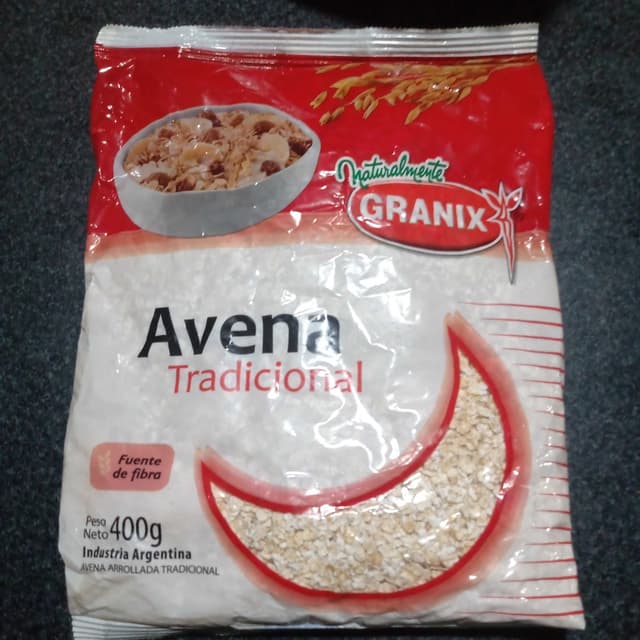 Naturalmente
GRANIX
Avena
Tradicional
Fuente
de fibra
Peso
Neto 400g
Industria Argentina
AVENA ARROLLADA TRADICIONAL